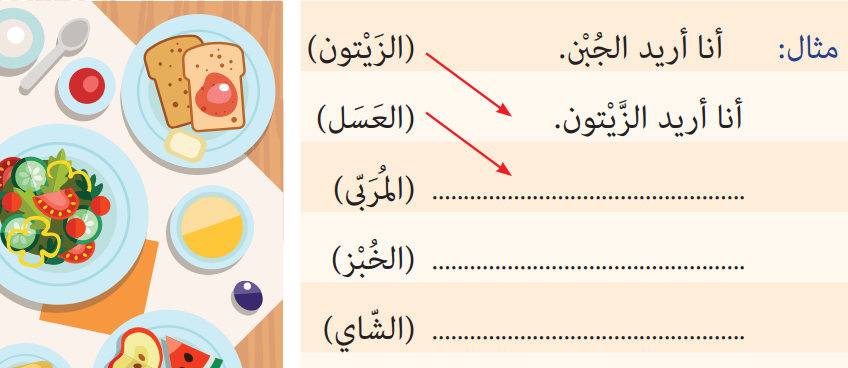 مثال: أنا أريد الجُبْن. (الزَيْتون)
أنا أريد الزَّيْتون. (العَسَل)
.................................................. (المُرَبّى)
.................................................. (الخُبْز)
.................................................. (الشّاي)